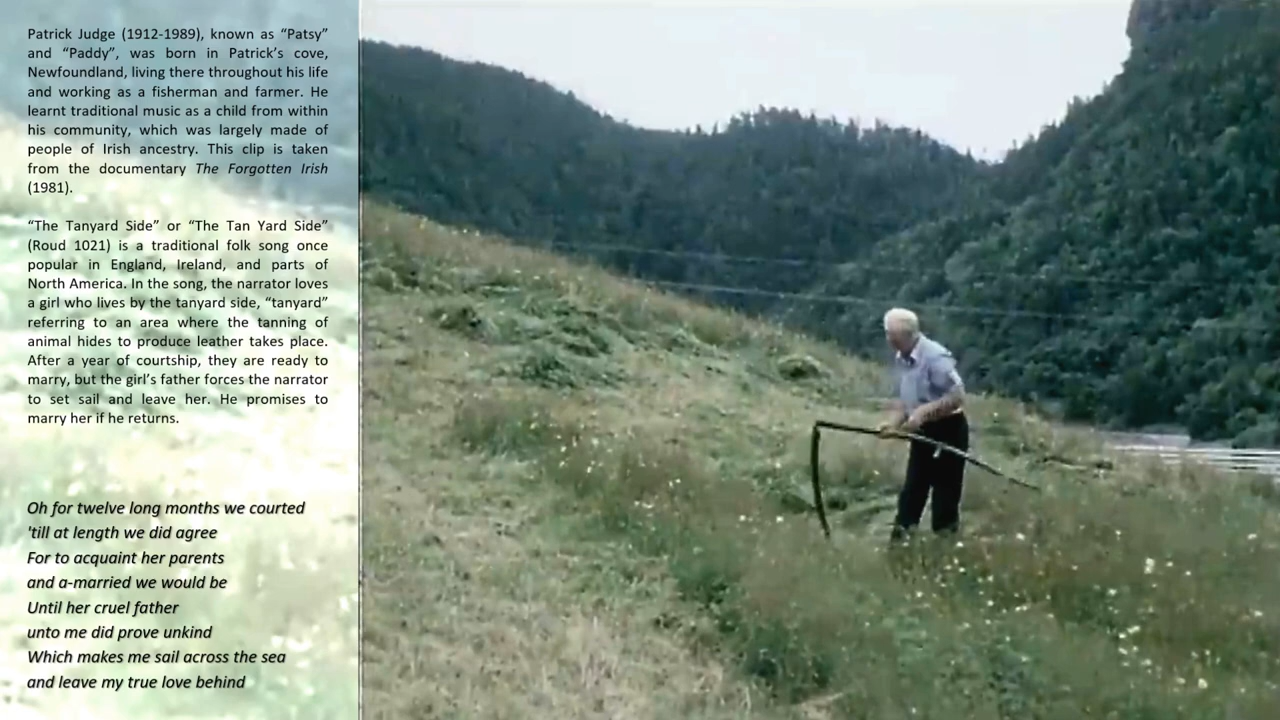 Patrick Judge (1912-1989), known as “Patsy”
and “Paddy”, was born in Patrick’s cove,
Newfoundland, living there throughout his life
and working as a fisherman and farmer. He
learnt traditional music as a child from within
his community, which was largely made of
people of Irish ancestry. This clip is taken
from the documentary The Forgotten Irish
(1981).
“The Tanyard Side” or “The Tan Yard Side”
(Roud 1021) is a traditional folk song once
popular in England, Ireland, and parts of
North America. In the song, the narrator loves
a girl who lives by the tanyard side, “tanyard”
referring to an area where the tanning of
animal hides to produce leather takes place.
After a year of courtship, they are ready to
marry, but the girl’s father forces the narrator
to set sail and leave her. He promises to
marry her if he returns.
Oh for twelve long months we courted
'till at length we did agree
For to acquaint her parents
and a-married we would be
Until her cruel father
unto me did prove unkind
Which makes me sail across the sea
and leave my true love behind